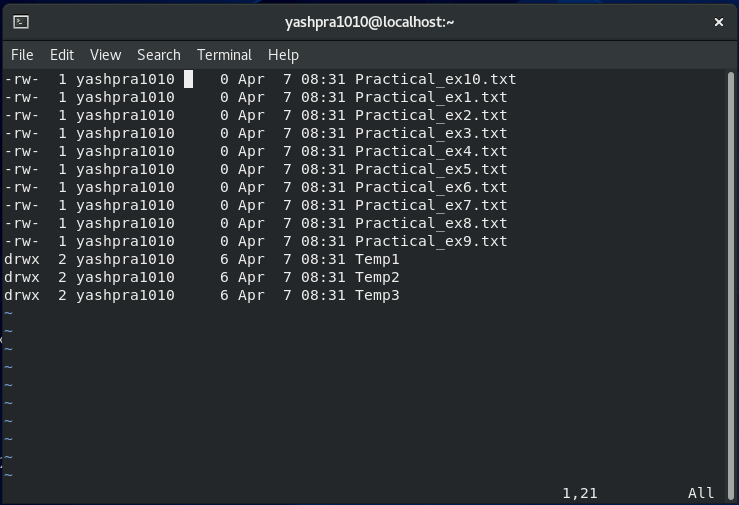 yashpra1010@localhost:~
File Edit View Search Terminal Help
-rw-  1 yashpra1010     0 Apr  7 08:31 Practical_ex10.txt
-rw-  1 yashpra1010     0 Apr  7 08:31 Practical_ex1.txt
-rw-  1 yashpra1010     0 Apr  7 08:31 Practical_ex2.txt
-rw-  1 yashpra1010     0 Apr  7 08:31 Practical_ex3.txt
-rw-  1 yashpra1010     0 Apr  7 08:31 Practical_ex4.txt
-rw-  1 yashpra1010     0 Apr  7 08:31 Practical_ex5.txt
-rw-  1 yashpra1010     0 Apr  7 08:31 Practical_ex6.txt
-rw-  1 yashpra1010     0 Apr  7 08:31 Practical_ex7.txt
-rw-  1 yashpra1010     0 Apr  7 08:31 Practical_ex8.txt
-rw-  1 yashpra1010     0 Apr  7 08:31 Practical_ex9.txt
drwx  2 yashpra1010     6 Apr  7 08:31 Temp1
drwx  2 yashpra1010     6 Apr  7 08:31 Temp2
drwx  2 yashpra1010     6 Apr  7 08:31 Temp3
~
~
~
~
~
~
~
~
~
~
1,21          All